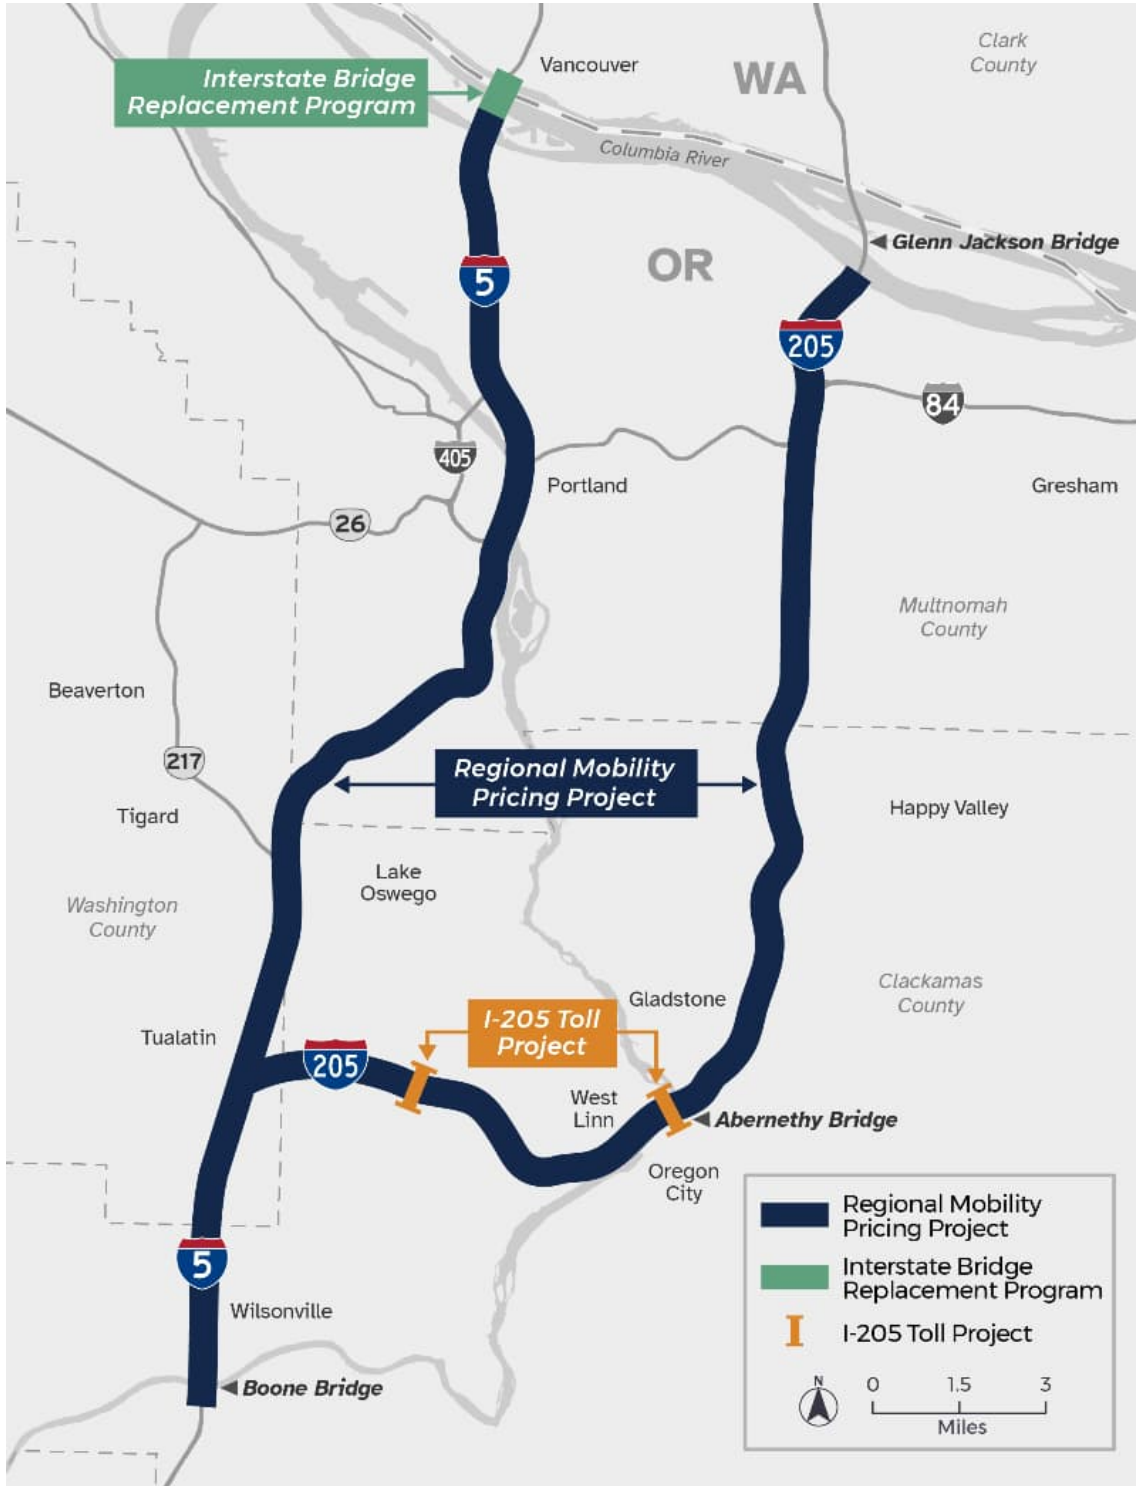 Clark
County
Vancouver
WA
Interstate Bridge
Replacement Program
Columbia River
Glenn Jackson Bridge
OR
5
205
84
405
Portland
Gresham
26
Multnomah
County
Beaverton
217
Regional Mobility
Pricing Project
Tigard
Happy Valley
Lake
Oswego
Washington
County
Clackamas
County
Gladstone
I-205 Toll
Project
Tualatin
205
West
Linn
Abernethy Bridge
Oregon
City
5
Wilsonville
Boone Bridge
Regional Mobility
Pricing Project
Interstate Bridge
Replacement Program
I-205 Toll Project
N
0 1.5 3
Miles